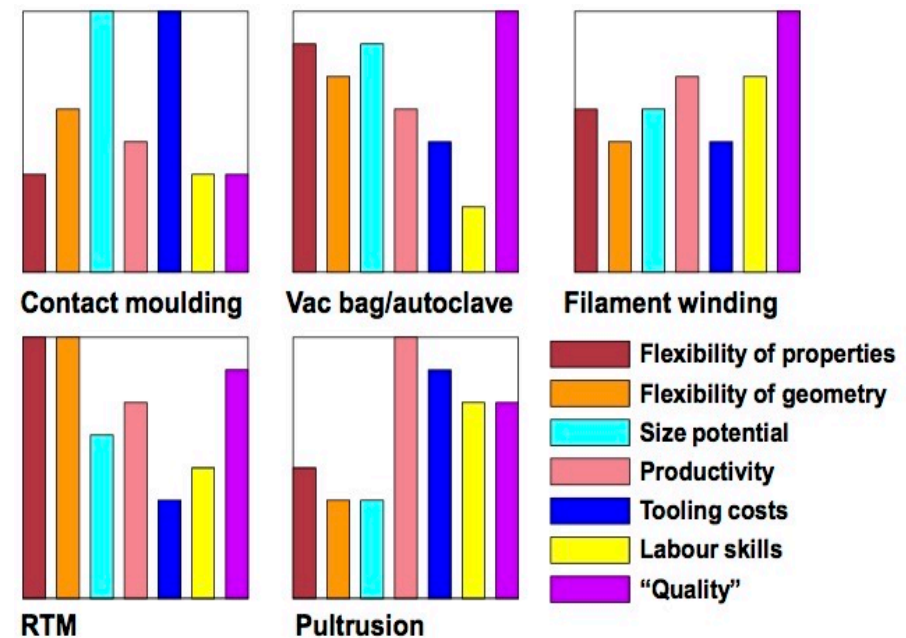 Contact moulding
Vac bag/autoclave
Filament winding
Flexibility of properties
Flexibility of geometry
Size potential
Productivity
Tooling costs
Labour skills
“Quality”
RTM
Pultrusion